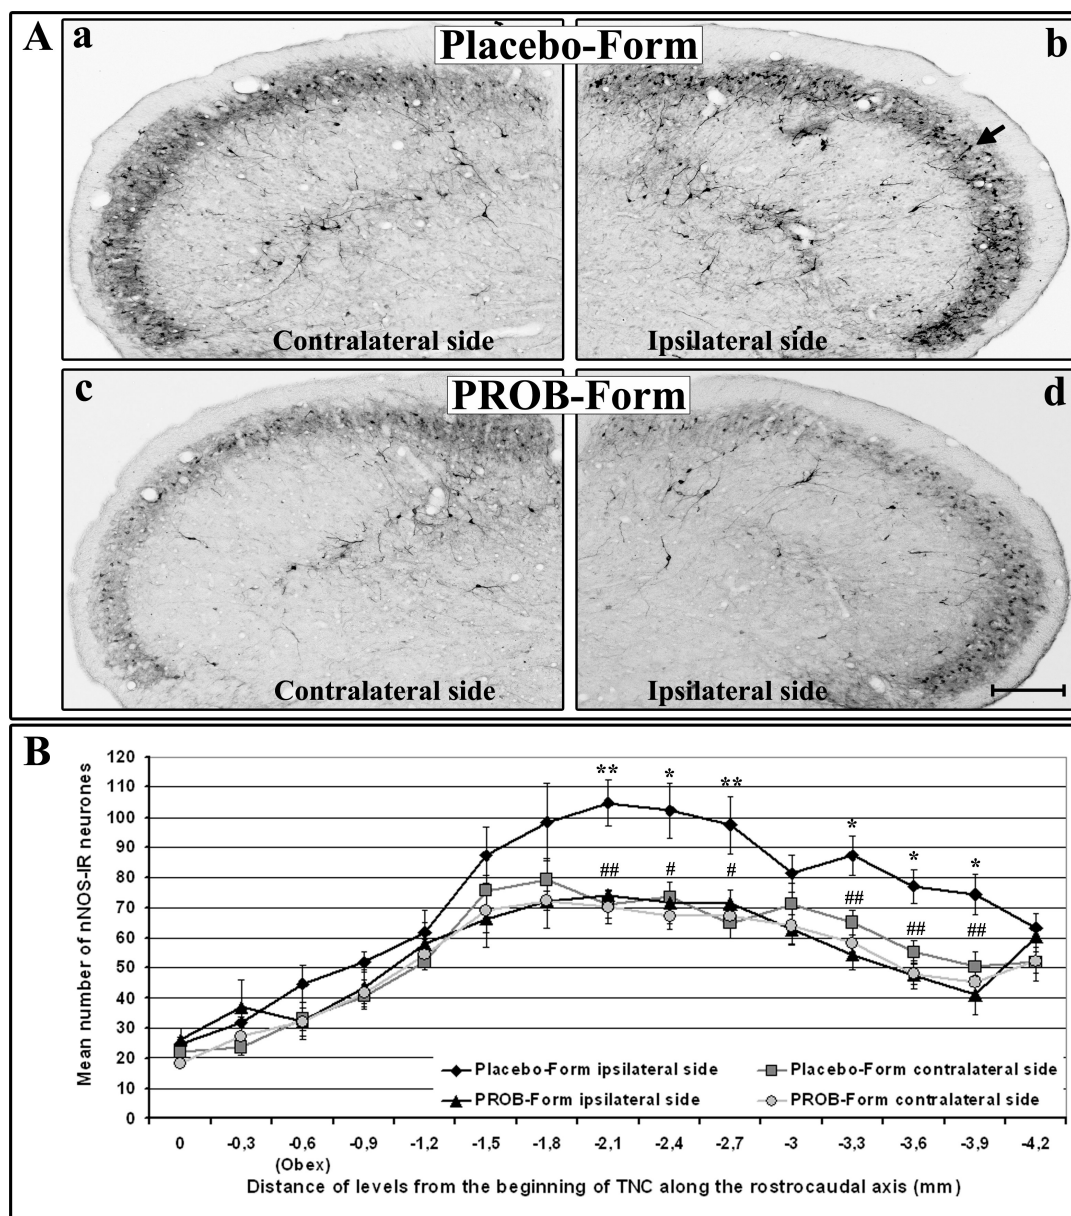 A
a
Placebo-Form
b
Contralateral side
Ipsilateral side
c
PROB-Form
d
Contralateral side
Ipsilateral side
B
Mean number of nNOS-IR neurones
120
110
100
90
80
70
60
50
40
30
20
10
0
** * ** * * *
## # # ## ## ##
Placebo-Form ipsilateral side
Placebo-Form contralateral side
PROB-Form ipsilateral side
PROB-Form contralateral side
0 -0,3 -0,6 -0,9 -1,2 -1,5 -1,8 -2,1 -2,4 -2,7 -3 -3,3 -3,6 -3,9 -4,2
(Obex)
Distance of levels from the beginning of TNC along the rostrocaudal axis (mm)